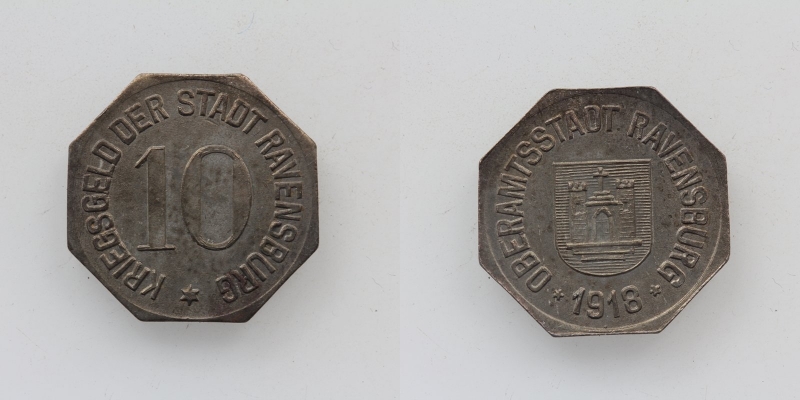 KRIEGSGELD DER STADT RAVENSBURG
10
OBERAMTSSTADT RAVENSBURG
1918